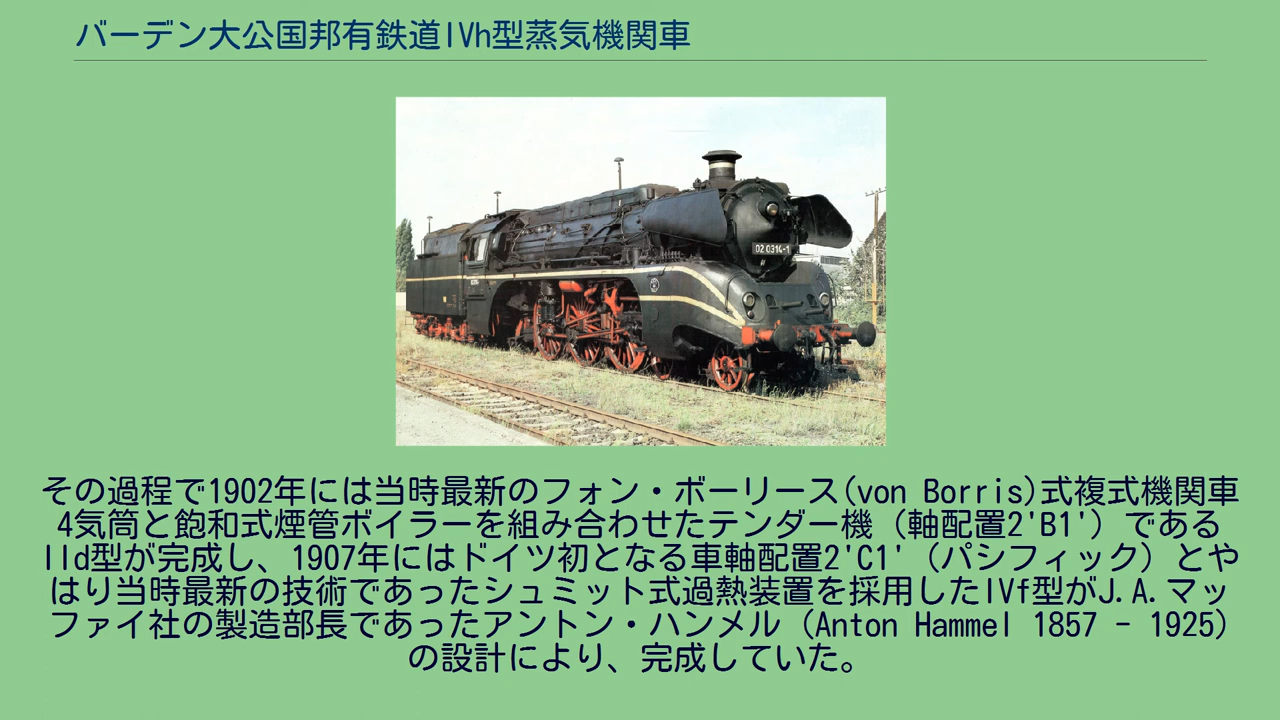 バーデン大公国邦有鉄道IVh型蒸気機関車
02 0314-1
その過程で1902年には当時最新のフォン・ボーリース(von Borris)式複式機関車
4気筒と飽和式煙管ボイラーを組み合わせたテンダー機（軸配置2'B1'）である
IId型が完成し、1907年にはドイツ初となる車軸配置2'C1'（パシフィック）とや
はり当時最新の技術であったシュミット式過熱装置を採用したIVf型がJ.A.マッ
ファイ社の製造部長であったアントン・ハンメル（Anton Hammel 1857 - 1925）
の設計により、完成していた。